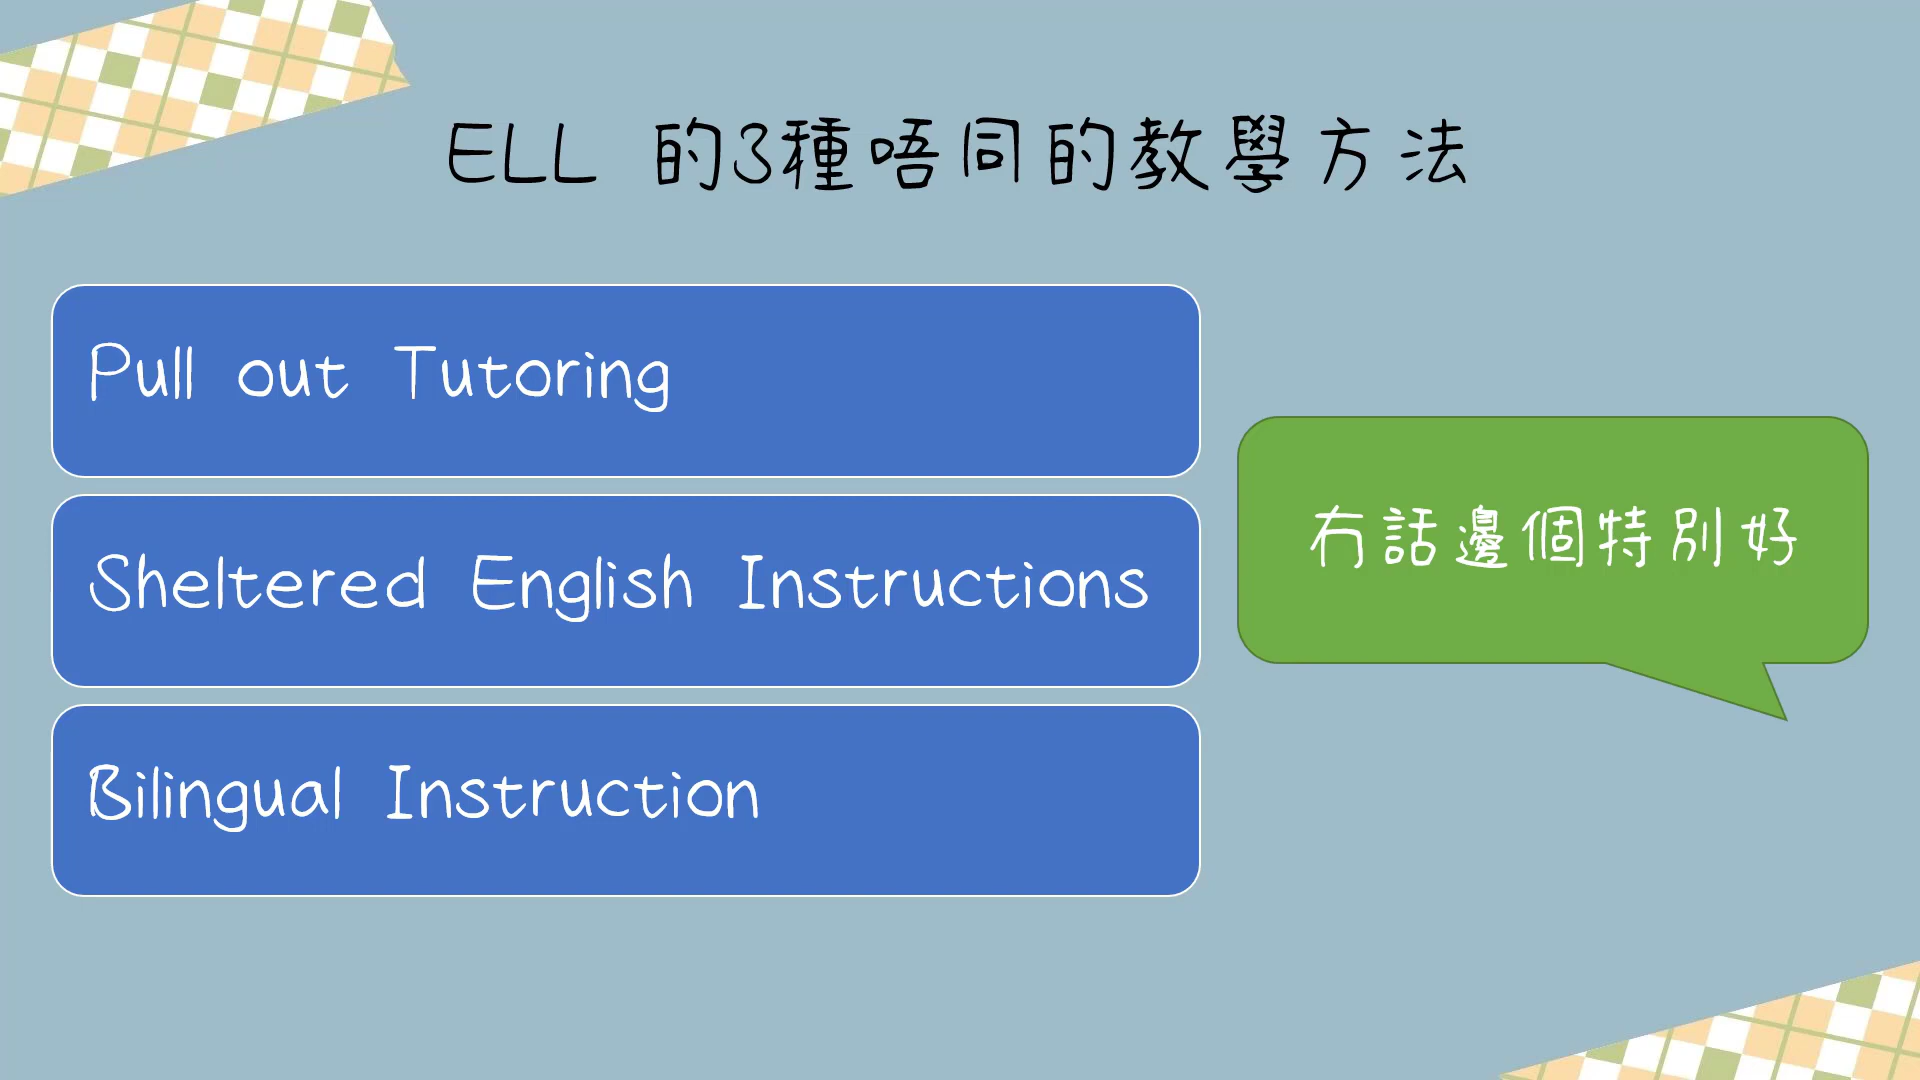 ELL 的3種唔同的教學方法
Pull out Tutoring
Sheltered English Instructions
Bilingual Instruction
冇話邊個特別好